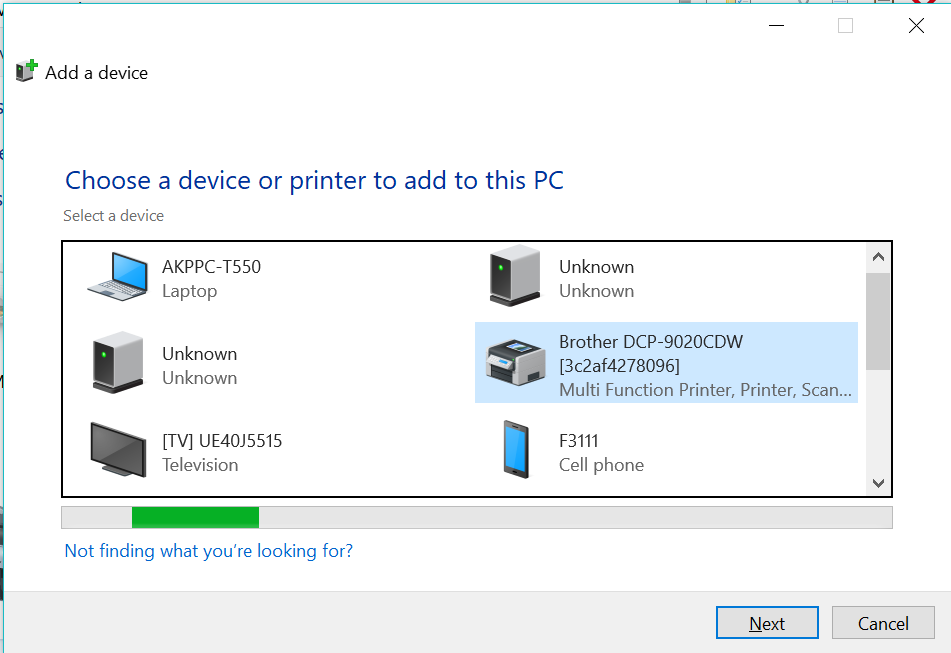 Add a device
Choose a device or printer to add to this PC
Select a device
AKPPC-T550
Laptop
Unknown
Unknown
Unknown
Unknown
Brother DCP-9020CDW
[3c2af4278096]
Multi Function Printer, Printer, Scan...
[TV] UE40J5515
Television
F3111
Cell phone
Not finding what you're looking for?
Next
Cancel